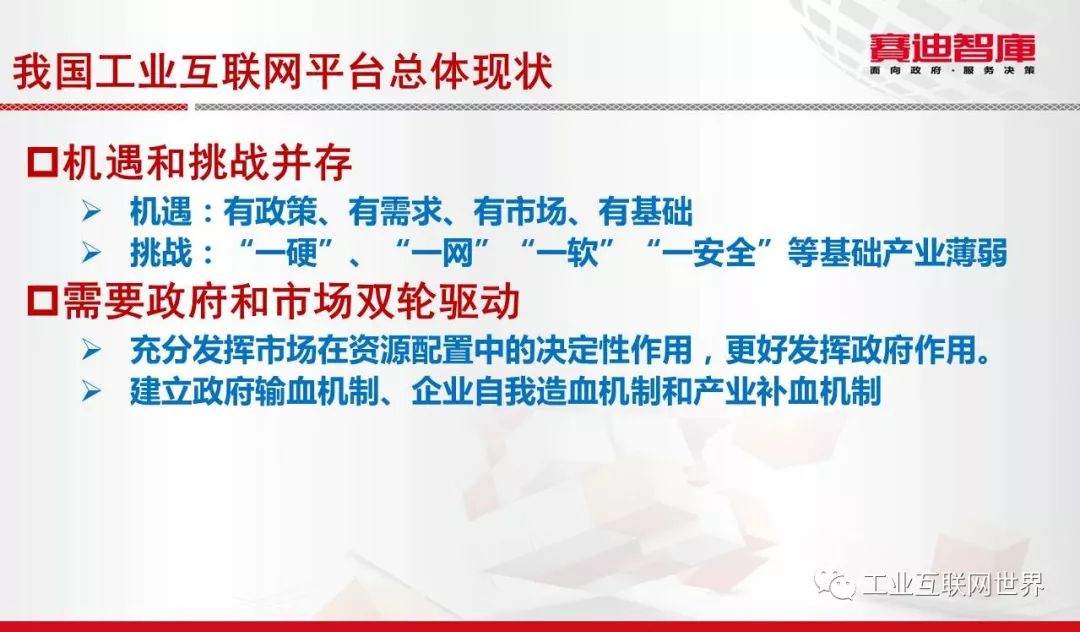 我国工业互联网平台总体现状
賽迪智庫
面向政府·服务决策
机遇和挑战并存
机遇：有政策、有需求、有市场、有基础
挑战：“一硬”、“一网”“一软”“一安全”等基础产业薄弱
需要政府和市场双轮驱动
充分发挥市场在资源配置中的决定性作用，更好发挥政府作用。
建立政府输血机制、企业自我造血机制和产业补血机制
工业互联网世界